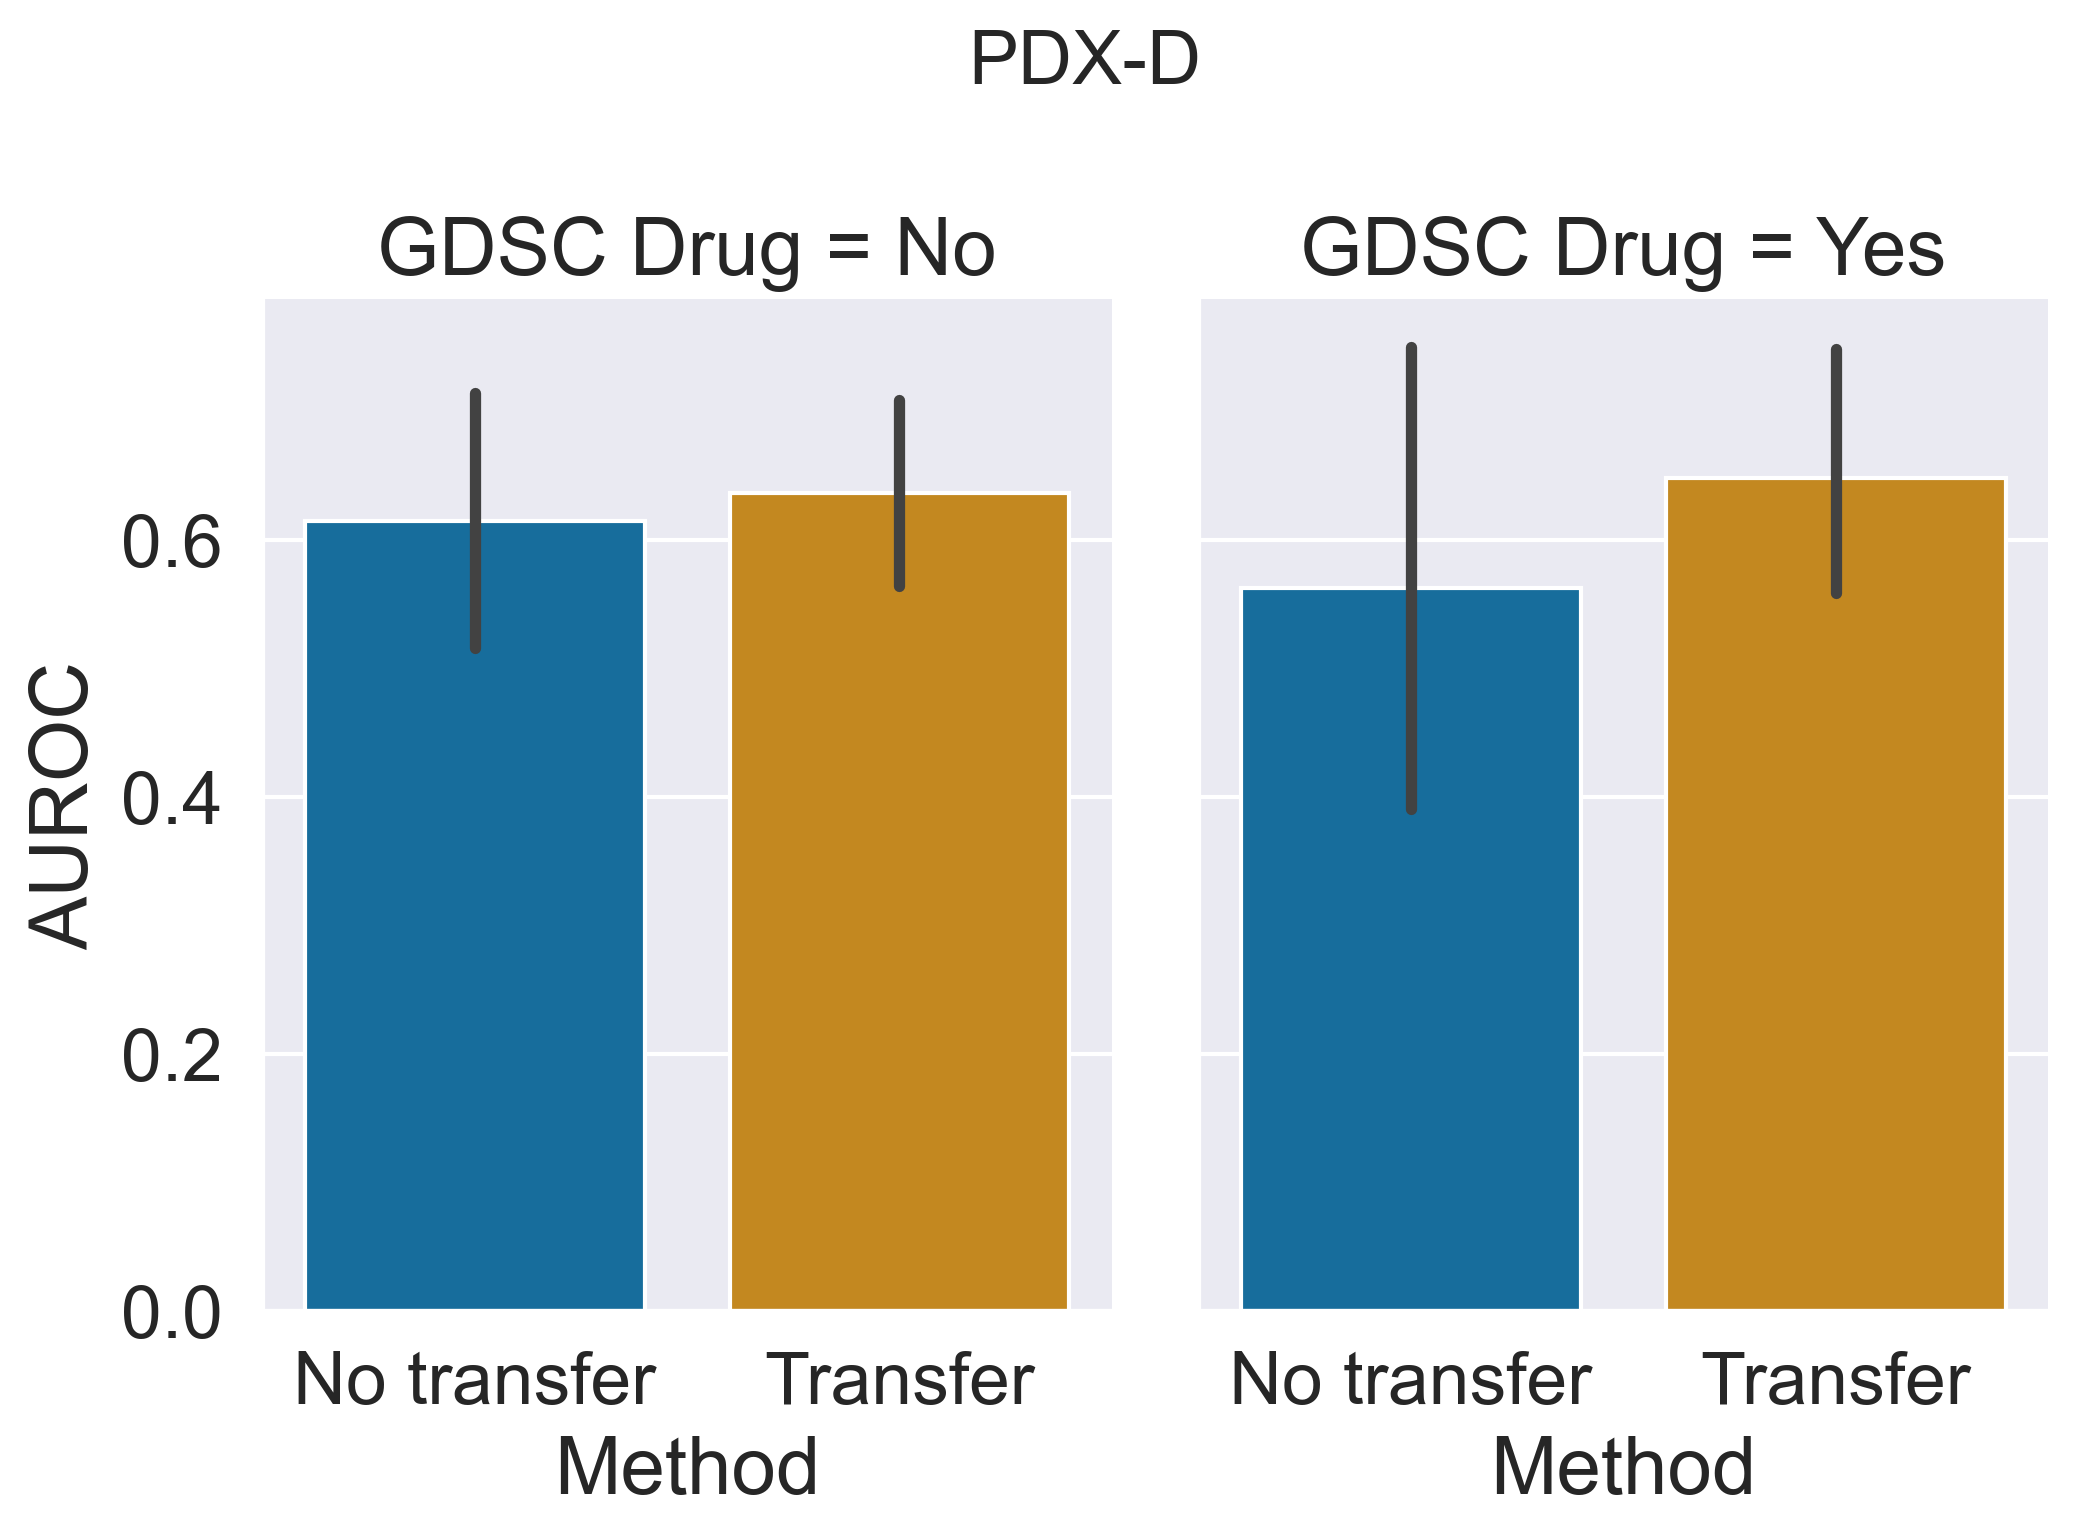 PDX-D
GDSC Drug = No
GDSC Drug = Yes
AUROC
0.6
0.4
0.2
0.0
No transfer
Transfer
No transfer
Transfer
Method
Method